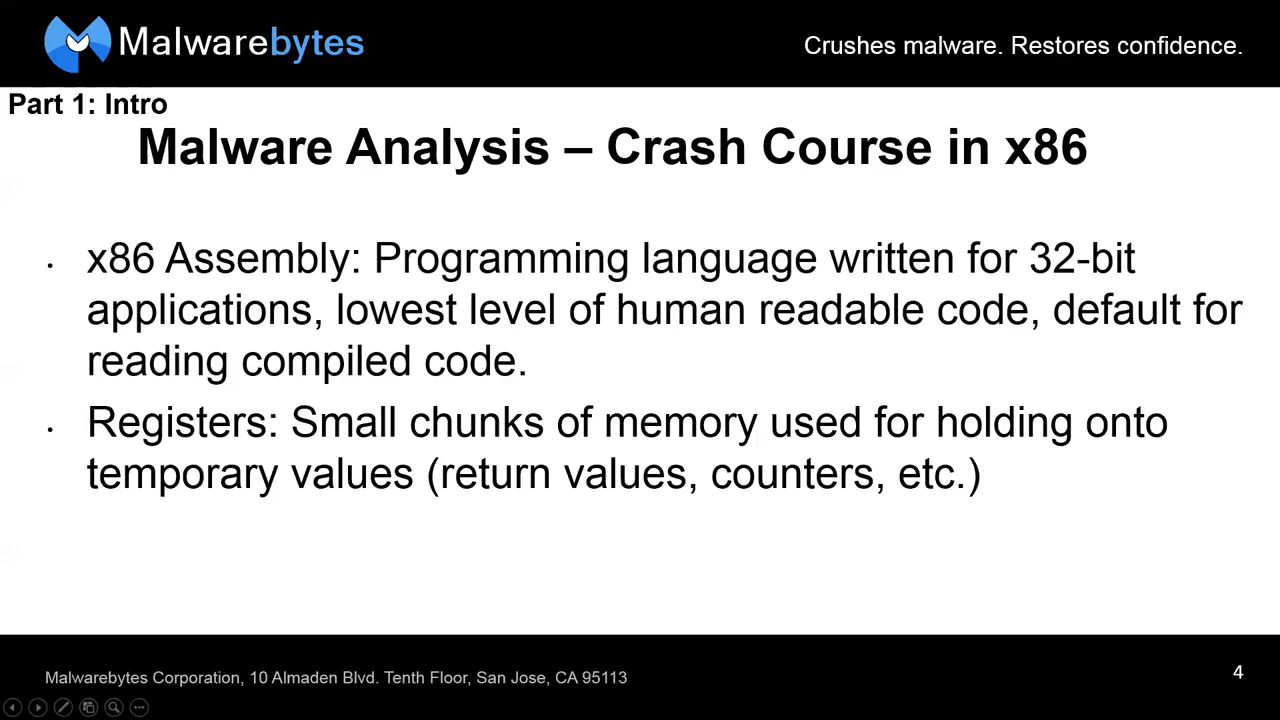 Malwarebytes
Crushes malware. Restores confidence.
Part 1: Intro
Malware Analysis – Crash Course in x86
· x86 Assembly: Programming language written for 32-bit
applications, lowest level of human readable code, default for
reading compiled code.
· Registers: Small chunks of memory used for holding onto
temporary values (return values, counters, etc.)
Malwarebytes Corporation, 10 Almaden Blvd. Tenth Floor, San Jose, CA 95113
4